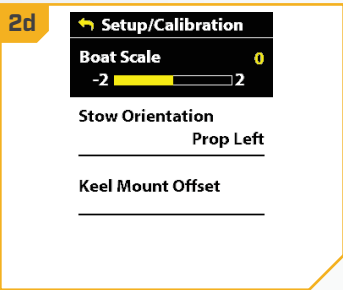 2d
Setup/Calibration
Boat Scale 0
-2 2
Stow Orientation
Prop Left
Keel Mount Offset